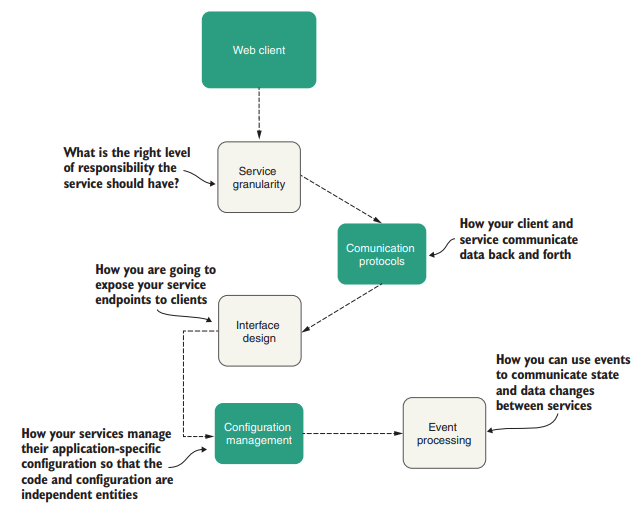 Web client
What is the right level
of responsibility the
service should have?
Service
granularity
How your client and
service communicate
data back and forth
Comunication
protocols
How you are going to
expose your service
endpoints to clients
Interface
design
How you can use events
to communicate state
and data changes
between services
Configuration
management
Event
processing
How your services manage
their application-specific
configuration so that the
code and configuration are
independent entities